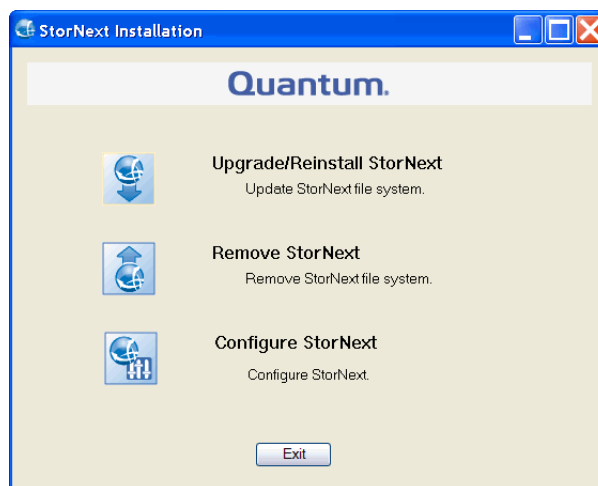 StorNext Installation
Quantum.
Upgrade/Reinstall StorNext
Update StorNext file system.
Remove StorNext
Remove StorNext file system.
Configure StorNext
Configure StorNext.
Exit